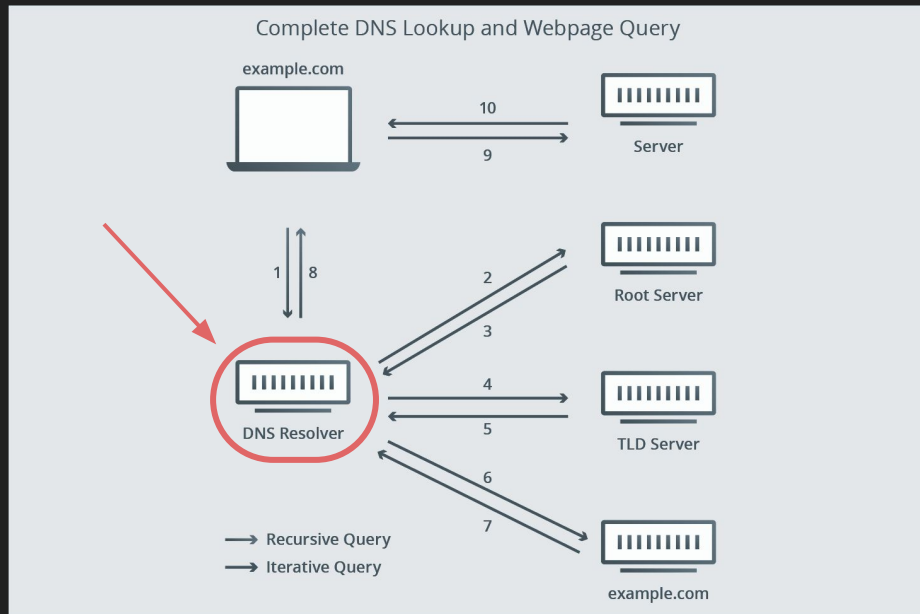 Complete DNS Lookup and Webpage Query
example.com
10
9
Server
1
8
2
3
Root Server
4
5
DNS Resolver
TLD Server
6
7
Recursive Query
Iterative Query
example.com